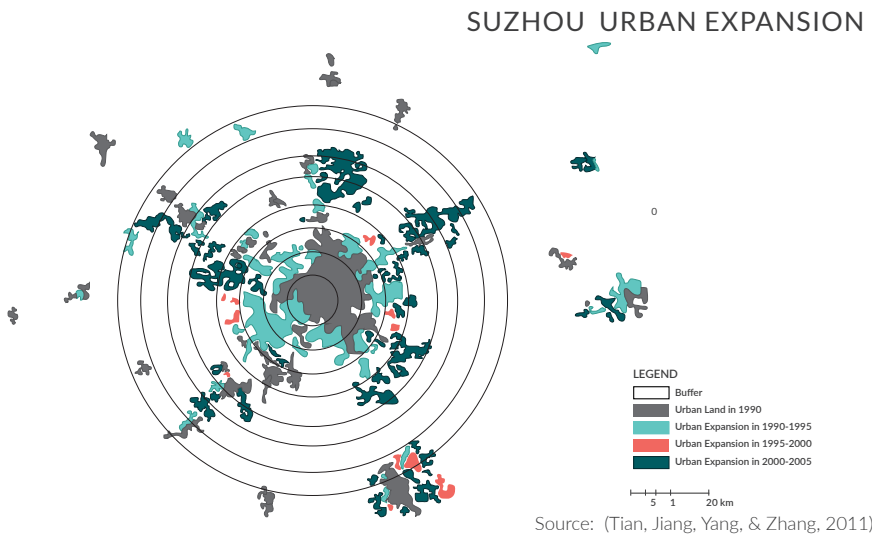 SUZHOU URBAN EXPANSION
0
LEGEND
Buffer
Urban Land in 1990
Urban Expansion in 1990-1995
Urban Expansion in 1995-2000
Urban Expansion in 2000-2005
5 1 20 km
Source: (Tian, Jiang, Yang, & Zhang, 2011)